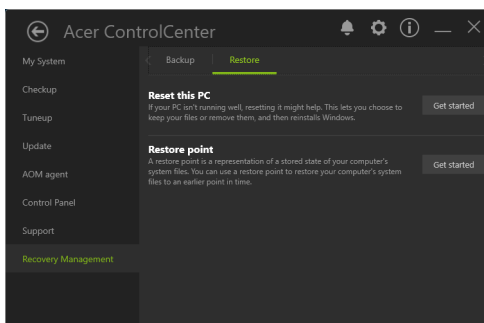 Acer ControlCenter
My System
Checkup
Tuneup
Update
AOM agent
Control Panel
Support
Recovery Management
Backup
Restore
Reset this PC
If your PC isn't running well, resetting it might help. This lets you choose to
keep your files or remove them, and then reinstalls Windows.
Get started
Restore point
A restore point is a representation of a stored state of your computer's
system files. You can use a restore point to restore your computer's system
files to an earlier point in time.
Get started